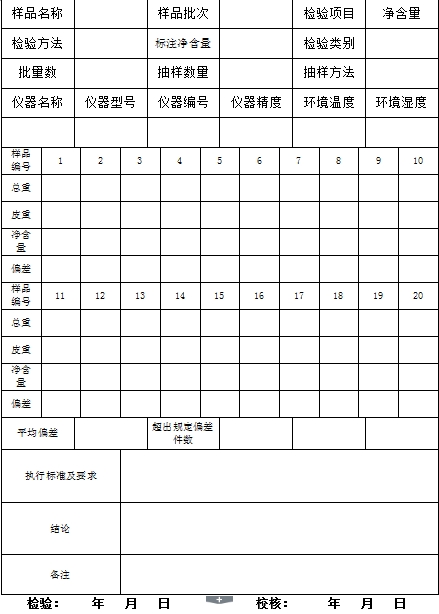 样品名称 样品批次 检验项目 净含量
检验方法 标注净含量 检验类别
批量数 抽样数量 抽样方法
仪器名称 仪器型号 仪器编号 仪器精度 环境温度 环境湿度
样品
编号 1 2 3 4 5 6 7 8 9 10
总重
皮重
净含
量
偏差
样品
编号 11 12 13 14 15 16 17 18 19 20
总重
皮重
净含
量
偏差
平均偏差 超出规定偏差
件数
执行标准及要求
结论
备注
检验： 年 月 日 校核： 年 月 日